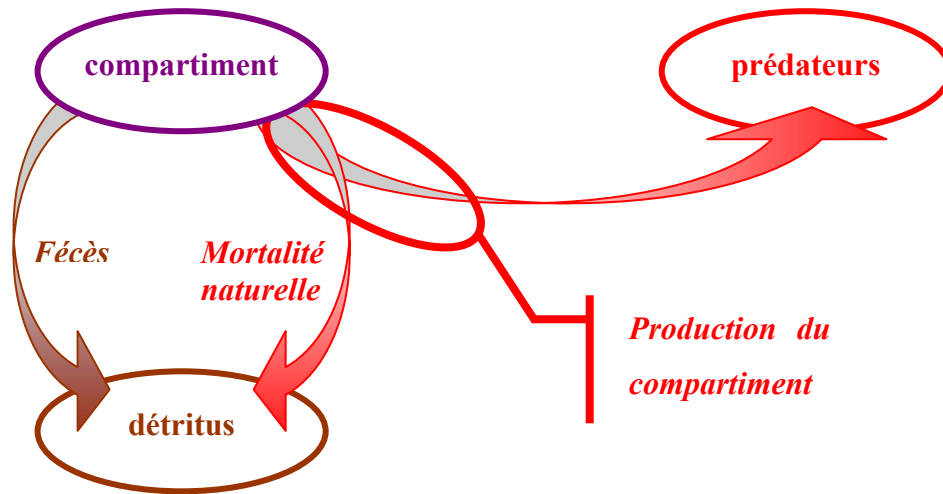 compartiment
prédateurs
Fécès
Mortalité
naturelle
Production du
compartiment
détritus